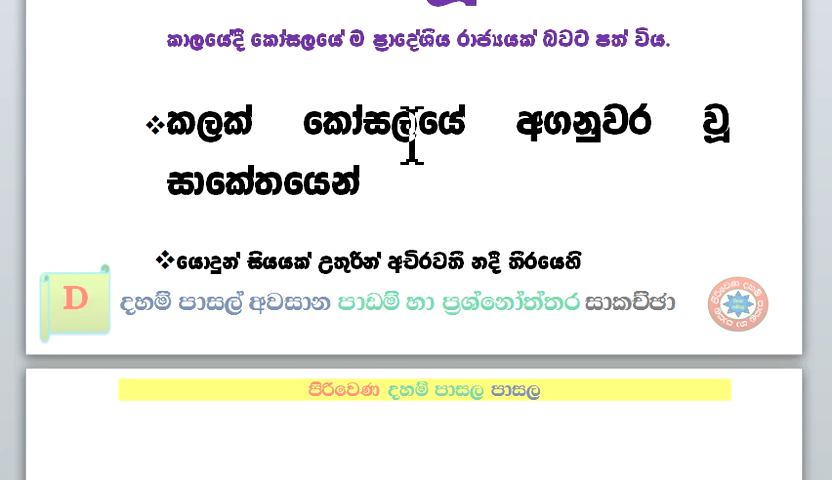 කාලයේදී කෝසලයේ ම ප්‍රාදේශිය රාජ්‍යයක් බවට පත් විය.
❖කලක් කෝසලයේ අගනුවර වූ
සාකේතයෙන්
❖යොදුන් සියයක් උතුරින් අචිරවතී නදී තිරයෙහි
D
දහම් පාසල් අවසාන පාඩම් හා ප්‍රශ්නෝත්තර සාකච්ඡා
පිරිවෙණ දහම් පාසල පාසල